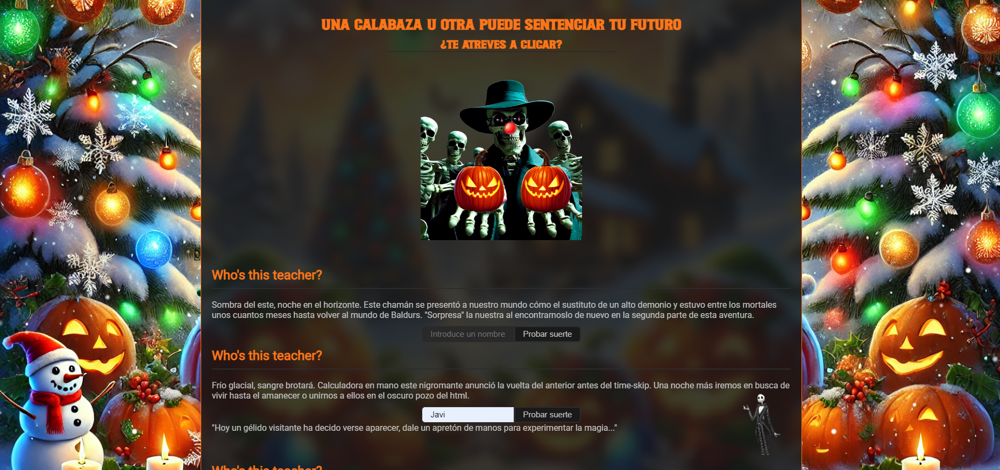 UNA CALABAZA U OTRA PUEDE SENTENCIAR TU FUTURO
¿TE ATREVES A CLICAR?
Who's this teacher?
Sombra del este, noche en el horizonte. Este chamán se presentó a nuestro mundo cómo el sustituto de un alto demonio y estuvo entre los mortales
unos cuantos meses hasta volver al mundo de Baldurs. "Sorpresa" la nuestra al encontrarnoslo de nuevo en la segunda parte de esta aventura.
Introduce un nombre Probar suerte
Who's this teacher?
Frío glacial, sangre brotará. Calculadora en mano este nigromante anunció la vuelta del anterior antes del time-skip. Una noche más iremos en busca de
vivir hasta el amanecer o unirnos a ellos en el oscuro pozo del html.
Javi Probar suerte
"Hoy un gélido visitante ha decido verse aparecer, dale un apretón de manos para experimentar la magia..."
Who's this teacher?